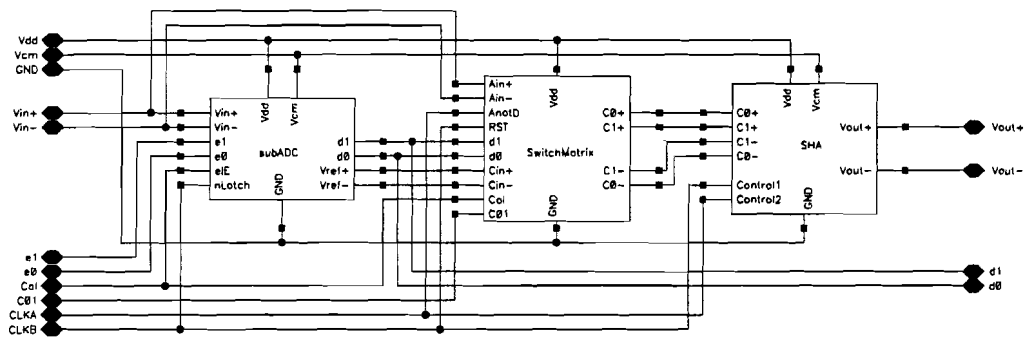 Vdd
Vcm
GND
Vin+
Vin-
e1
e0
Cal
C01
CLKA
CLKB
Vdd
Vcm
Vin+
Vin-
e1
e0
elE
nLatch
subADC
d1
d0
Vref+
Vref-
GND
Ain+
Ain-
AnotD
RST
d1
d0
Cin+
Cin-
Cal
C01
Vdd
SwitchMatrix
C0+
C1+
C1-
C0-
GND
Vdd
Vcm
C0+
C1+
C1-
C0-
Control1
Control2
SHA
Vout+
Vout-
GND
Vout+
Vout-
d1
d0